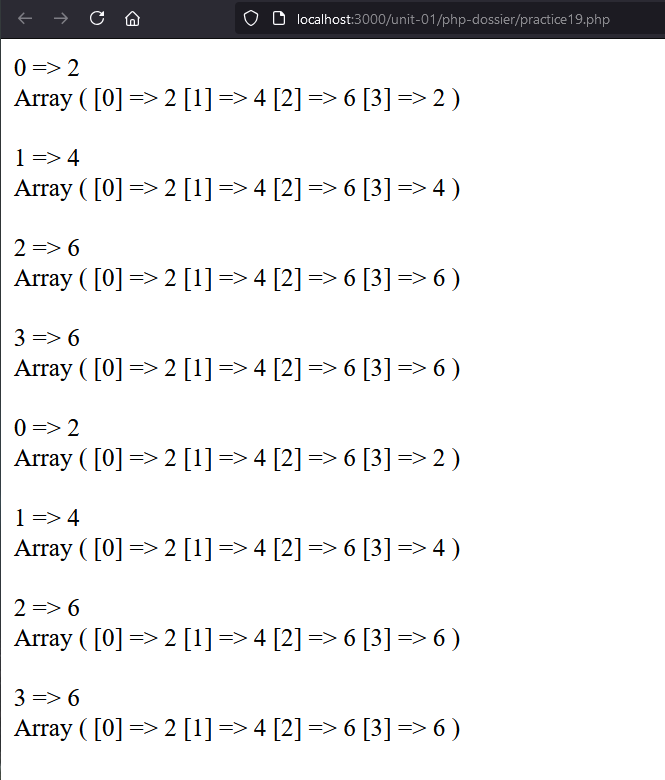 localhost:3000/unit-01/php-dossier/practice19.php
0 => 2
Array ( [0] => 2 [1] => 4 [2] => 6 [3] => 2 )
1 => 4
Array ( [0] => 2 [1] => 4 [2] => 6 [3] => 4 )
2 => 6
Array ( [0] => 2 [1] => 4 [2] => 6 [3] => 6 )
3 => 6
Array ( [0] => 2 [1] => 4 [2] => 6 [3] => 6 )
0 => 2
Array ( [0] => 2 [1] => 4 [2] => 6 [3] => 2 )
1 => 4
Array ( [0] => 2 [1] => 4 [2] => 6 [3] => 4 )
2 => 6
Array ( [0] => 2 [1] => 4 [2] => 6 [3] => 6 )
3 => 6
Array ( [0] => 2 [1] => 4 [2] => 6 [3] => 6 )